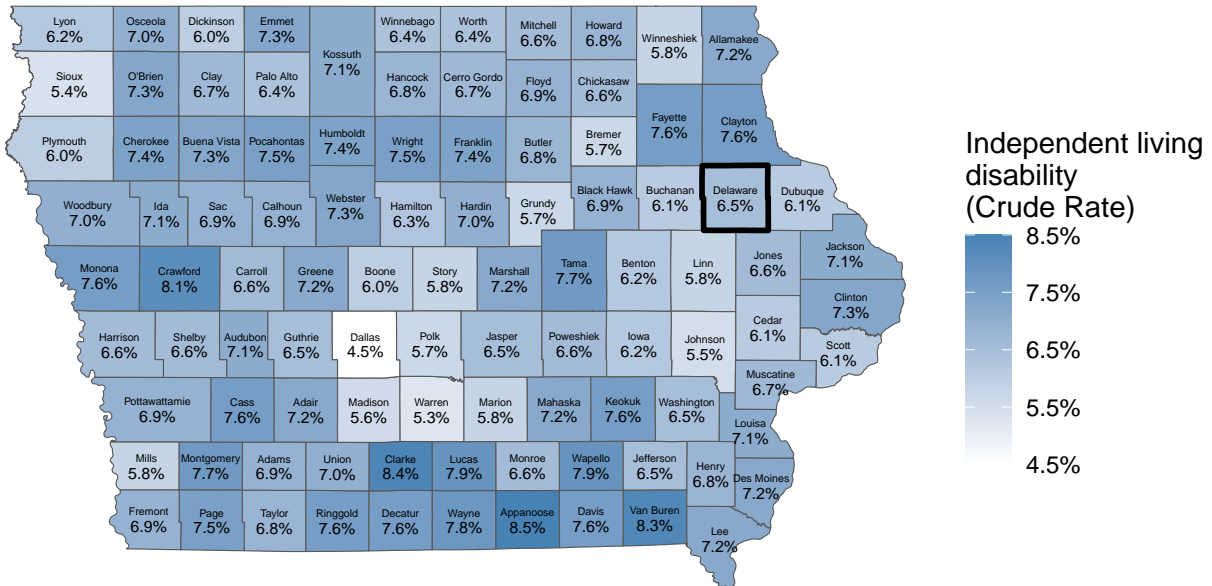 Lyon
6.2%
Osceola
7.0%
Dickinson
6.0%
Emmet
7.3%
Kossuth
7.1%
Winnebago
6.4%
Worth
6.4%
Mitchell
6.6%
Howard
6.8%
Winneshiek
5.8%
Allamakee
7.2%
Sioux
5.4%
O'Brien
7.3%
Clay
6.7%
Palo Alto
6.4%
Hancock
6.8%
Cerro Gordo
6.7%
Floyd
6.9%
Chickasaw
6.6%
Fayette
7.6%
Clayton
7.6%
Plymouth
6.0%
Cherokee
7.4%
Buena Vista
7.3%
Pocahontas
7.5%
Humboldt
7.4%
Wright
7.5%
Franklin
7.4%
Butler
6.8%
Bremer
5.7%
Woodbury
7.0%
Ida
7.1%
Sac
6.9%
Calhoun
6.9%
Webster
7.3%
Hamilton
6.3%
Hardin
7.0%
Grundy
5.7%
Black Hawk
6.9%
Buchanan
6.1%
Delaware
6.5%
Dubuque
6.1%
Monona
7.6%
Crawford
8.1%
Carroll
6.6%
Greene
7.2%
Boone
6.0%
Story
5.8%
Marshall
7.2%
Tama
7.7%
Benton
6.2%
Linn
5.8%
Jones
6.6%
Jackson
7.1%
Clinton
7.3%
Harrison
6.6%
Shelby
6.6%
Audubon
7.1%
Guthrie
6.5%
Dallas
4.5%
Polk
5.7%
Jasper
6.5%
Poweshiek
6.6%
Iowa
6.2%
Johnson
5.5%
Cedar
6.1%
Scott
6.1%
Muscatine
6.7%
Pottawattamie
6.9%
Cass
7.6%
Adair
7.2%
Madison
5.6%
Warren
5.3%
Marion
5.8%
Mahaska
7.2%
Keokuk
7.6%
Washington
6.5%
Louisa
7.1%
Mills
5.8%
Montgomery
7.7%
Adams
6.9%
Union
7.0%
Clarke
8.4%
Lucas
7.9%
Monroe
6.6%
Wapello
7.9%
Jefferson
6.5%
Henry
6.8%
Des Moines
7.2%
Fremont
6.9%
Page
7.5%
Taylor
6.8%
Ringgold
7.6%
Decatur
7.6%
Wayne
7.8%
Appanoose
8.5%
Davis
7.6%
Van Buren
8.3%
Lee
7.2%
Independent living
disability
(Crude Rate)
8.5%
7.5%
6.5%
5.5%
4.5%